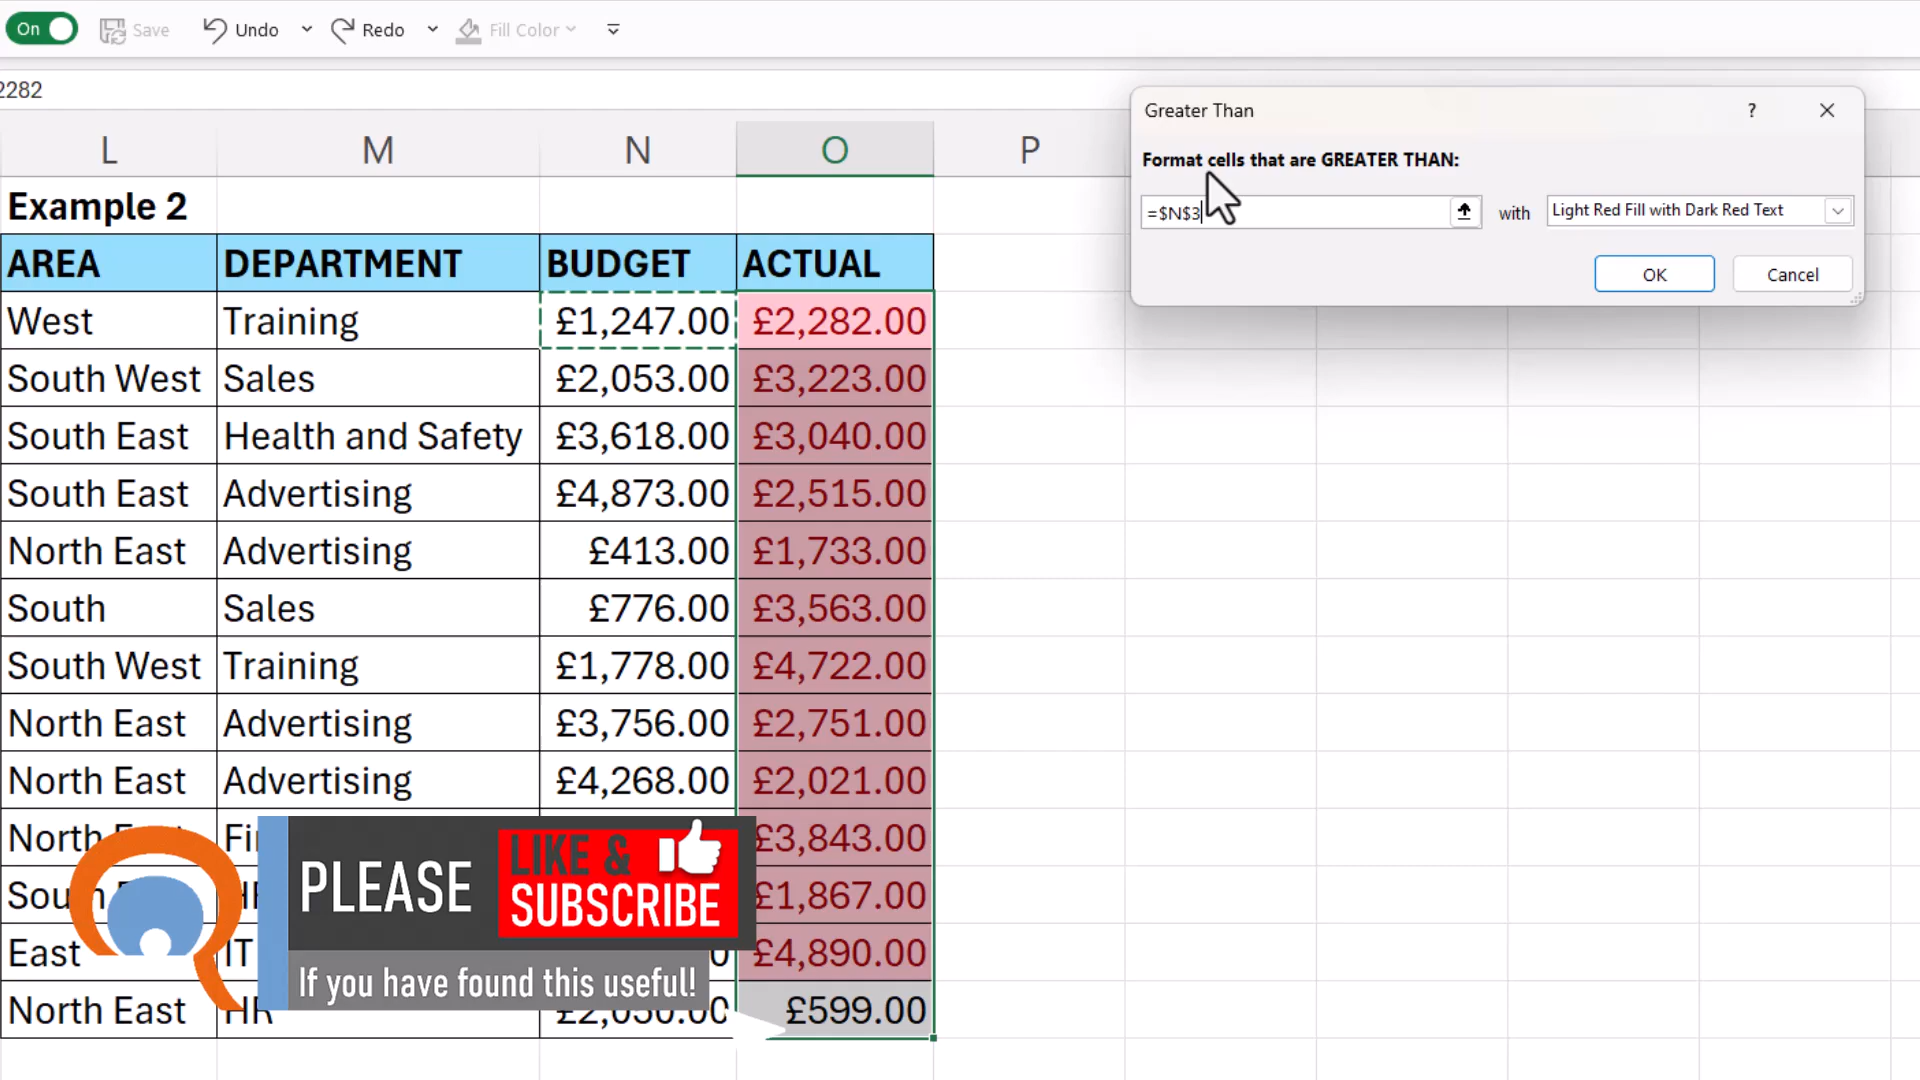 On Save Undo Redo Fill Color
2282
L M N O P
Example 2
AREA DEPARTMENT BUDGET ACTUAL
West Training £1,247.00 £2,282.00
South West Sales £2,053.00 £3,223.00
South East Health and Safety £3,618.00 £3,040.00
South East Advertising £4,873.00 £2,515.00
North East Advertising £413.00 £1,733.00
South Sales £776.00 £3,563.00
South West Training £1,778.00 £4,722.00
North East Advertising £3,756.00 £2,751.00
North East Advertising £4,268.00 £2,021.00
£3,843.00
£1,867.00
East IT £4,890.00
North East HR £599.00
Greater Than
Format cells that are GREATER THAN:
=$N$3 with Light Red Fill with Dark Red Text
OK Cancel
PLEASE LIKE &
SUBSCRIBE
If you have found this useful!